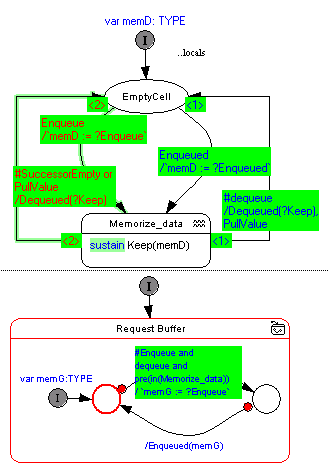 var memD: TYPE
I
..locals
EmptyCell
<2>
<1>
Enqueue
/`memD := ?Enqueue
Enqueued
/`memD := ?Enqueued`
#SuccessorEmpty or
PullValue
/Dequeued(?Keep)
#dequeue
/Dequeued(?Keep),
PullValue
Memorize_data
<2>
sustain Keep(memD)
<1>
I
Request Buffer
#Enqueue and
dequeue and
pre(in(Memorize_data))
/ `memG := ?Enqueue`
var memG:TYPE
I
/Enqueued(memG)